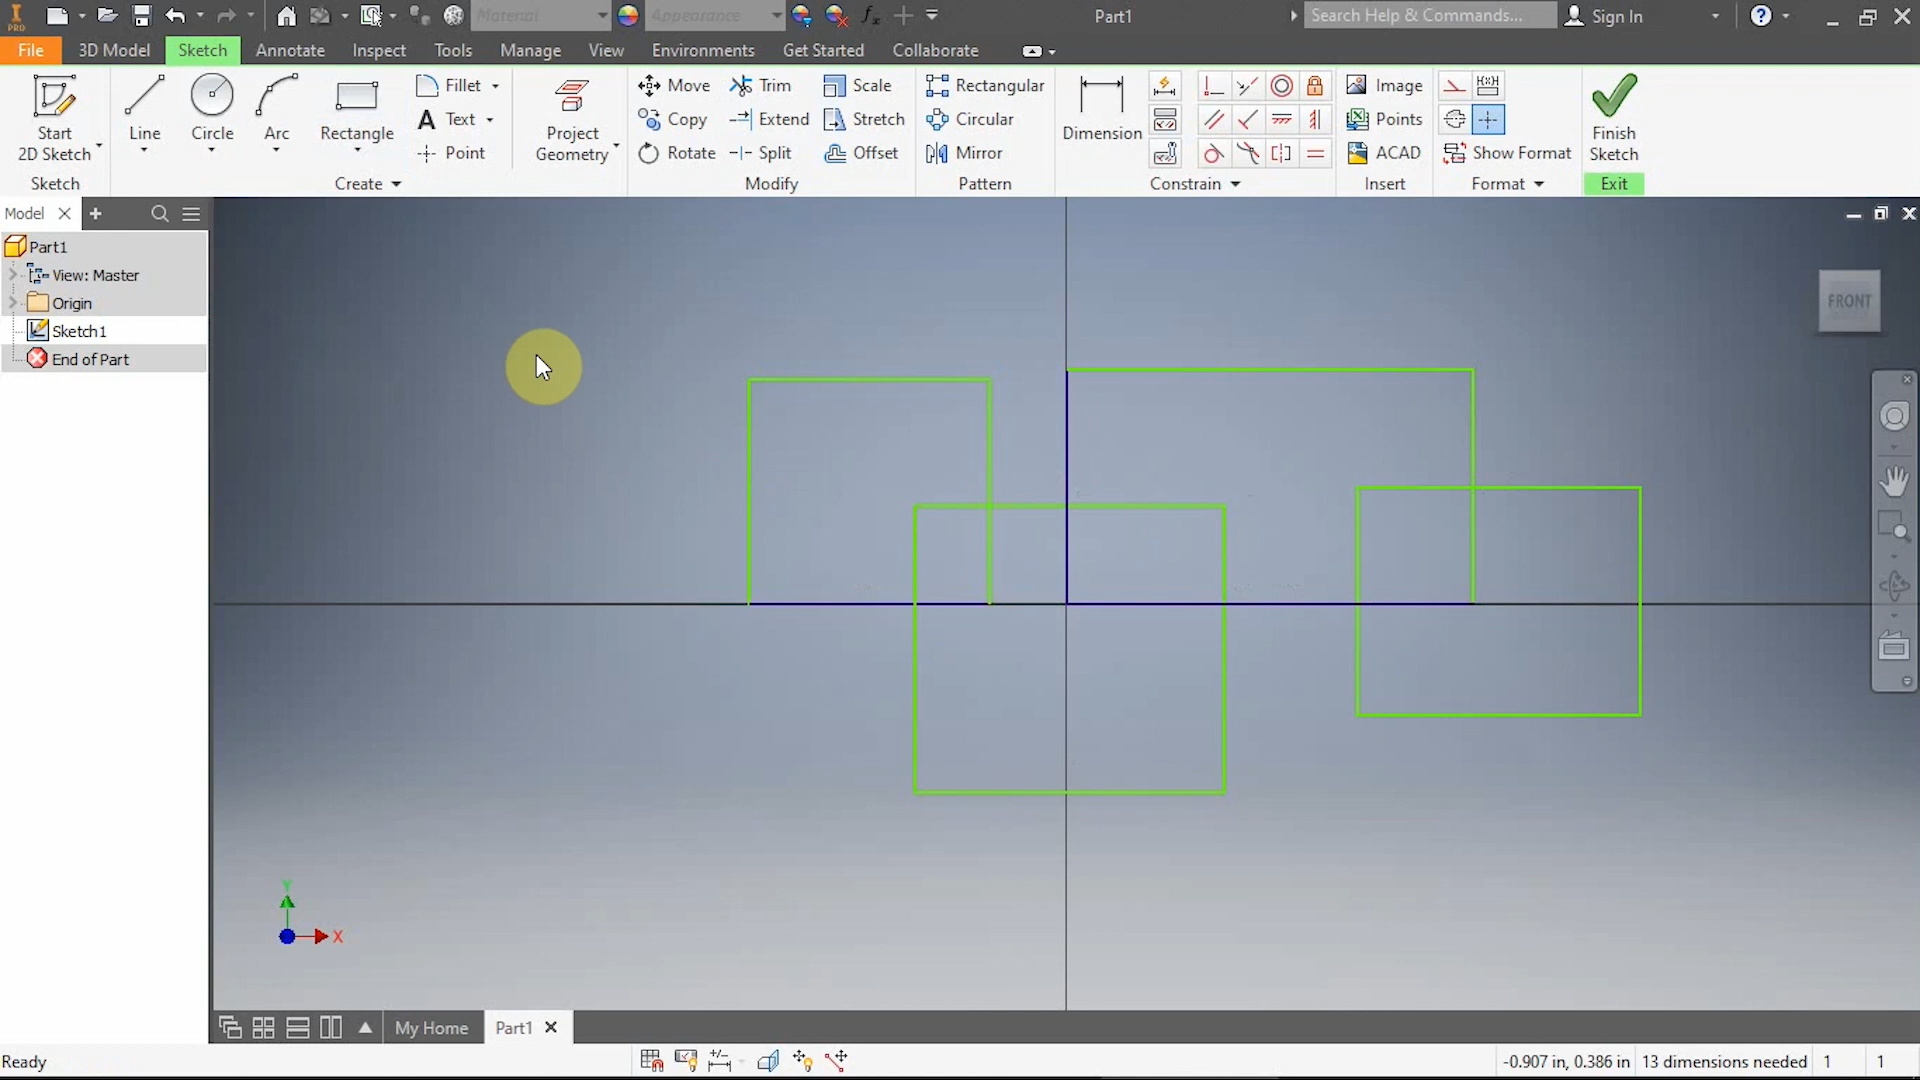 PRO
Material
Appearance
fx
Part1
Search Help & Commands...
Sign In
File
3D Model
Sketch
Annotate
Inspect
Tools
Manage
View
Environments
Get Started
Collaborate
Start
2D Sketch
Line
Circle
Arc
Rectangle
Fillet
A Text
Point
Project
Geometry
Move
Copy
Rotate
Trim
Extend
Split
Scale
Stretch
Offset
Rectangular
Circular
Mirror
Dimension
Image
Points
ACAD
Show Format
Finish
Sketch
Sketch
Create
Modify
Pattern
Constrain
Insert
Format
Exit
Model
Part1
View: Master
Origin
Sketch1
End of Part
FRONT
Y
X
My Home
Part1
Ready
-0.907 in, 0.386 in
13 dimensions needed
1
1